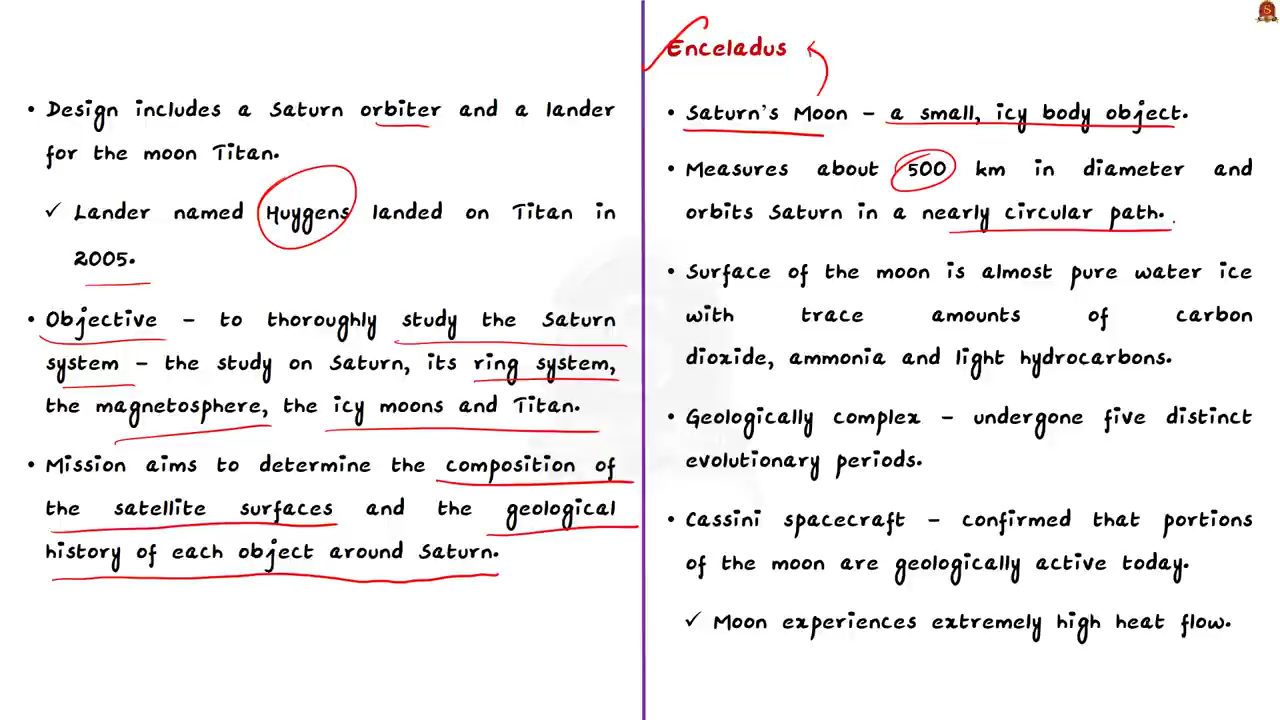 • Design includes a Saturn orbiter and a lander
for the moon Titan.
✓ Lander named Huygens landed on Titan in
2005.
• Objective – to thoroughly study the Saturn
system – the study on Saturn, its ring system,
the magnetosphere, the icy moons and Titan.
• Mission aims to determine the composition of
the satellite surfaces and the geological
history of each object around Saturn.
Enceladus
• Saturn's Moon – a small, icy body object.
• Measures about 500 km in diameter and
orbits Saturn in a nearly circular path.
• Surface of the moon is almost pure water ice
with trace amounts of carbon
dioxide, ammonia and light hydrocarbons.
• Geologically complex – undergone five distinct
evolutionary periods.
• Cassini spacecraft – confirmed that portions
of the moon are geologically active today.
✓ Moon experiences extremely high heat flow.